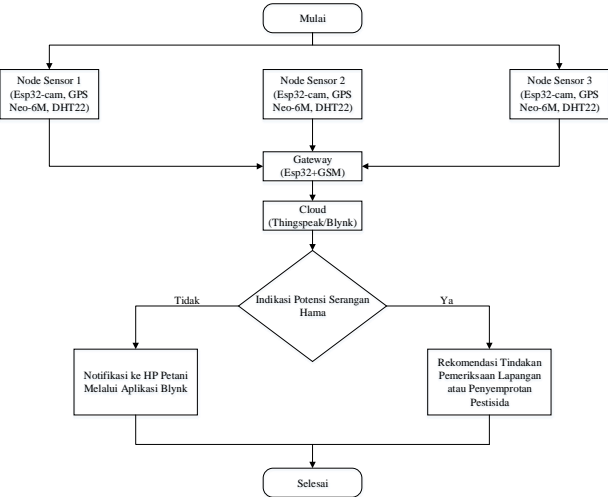 Mulai
Node Sensor 1
(Esp32-cam, GPS
Neo-6M, DHT22)
Node Sensor 2
(Esp32-cam, GPS
Neo-6M, DHT22)
Node Sensor 3
(Esp32-cam, GPS
Neo-6M, DHT22)
Gateway
(Esp32+GSM)
Cloud
(Thingspeak/Blynk)
Indikasi Potensi Serangan
Hama
Tidak
Ya
Notifikasi ke HP Petani
Melalui Aplikasi Blynk
Rekomendasi Tindakan
Pemeriksaan Lapangan
atau Penyemprotan
Pestisida
Selesai